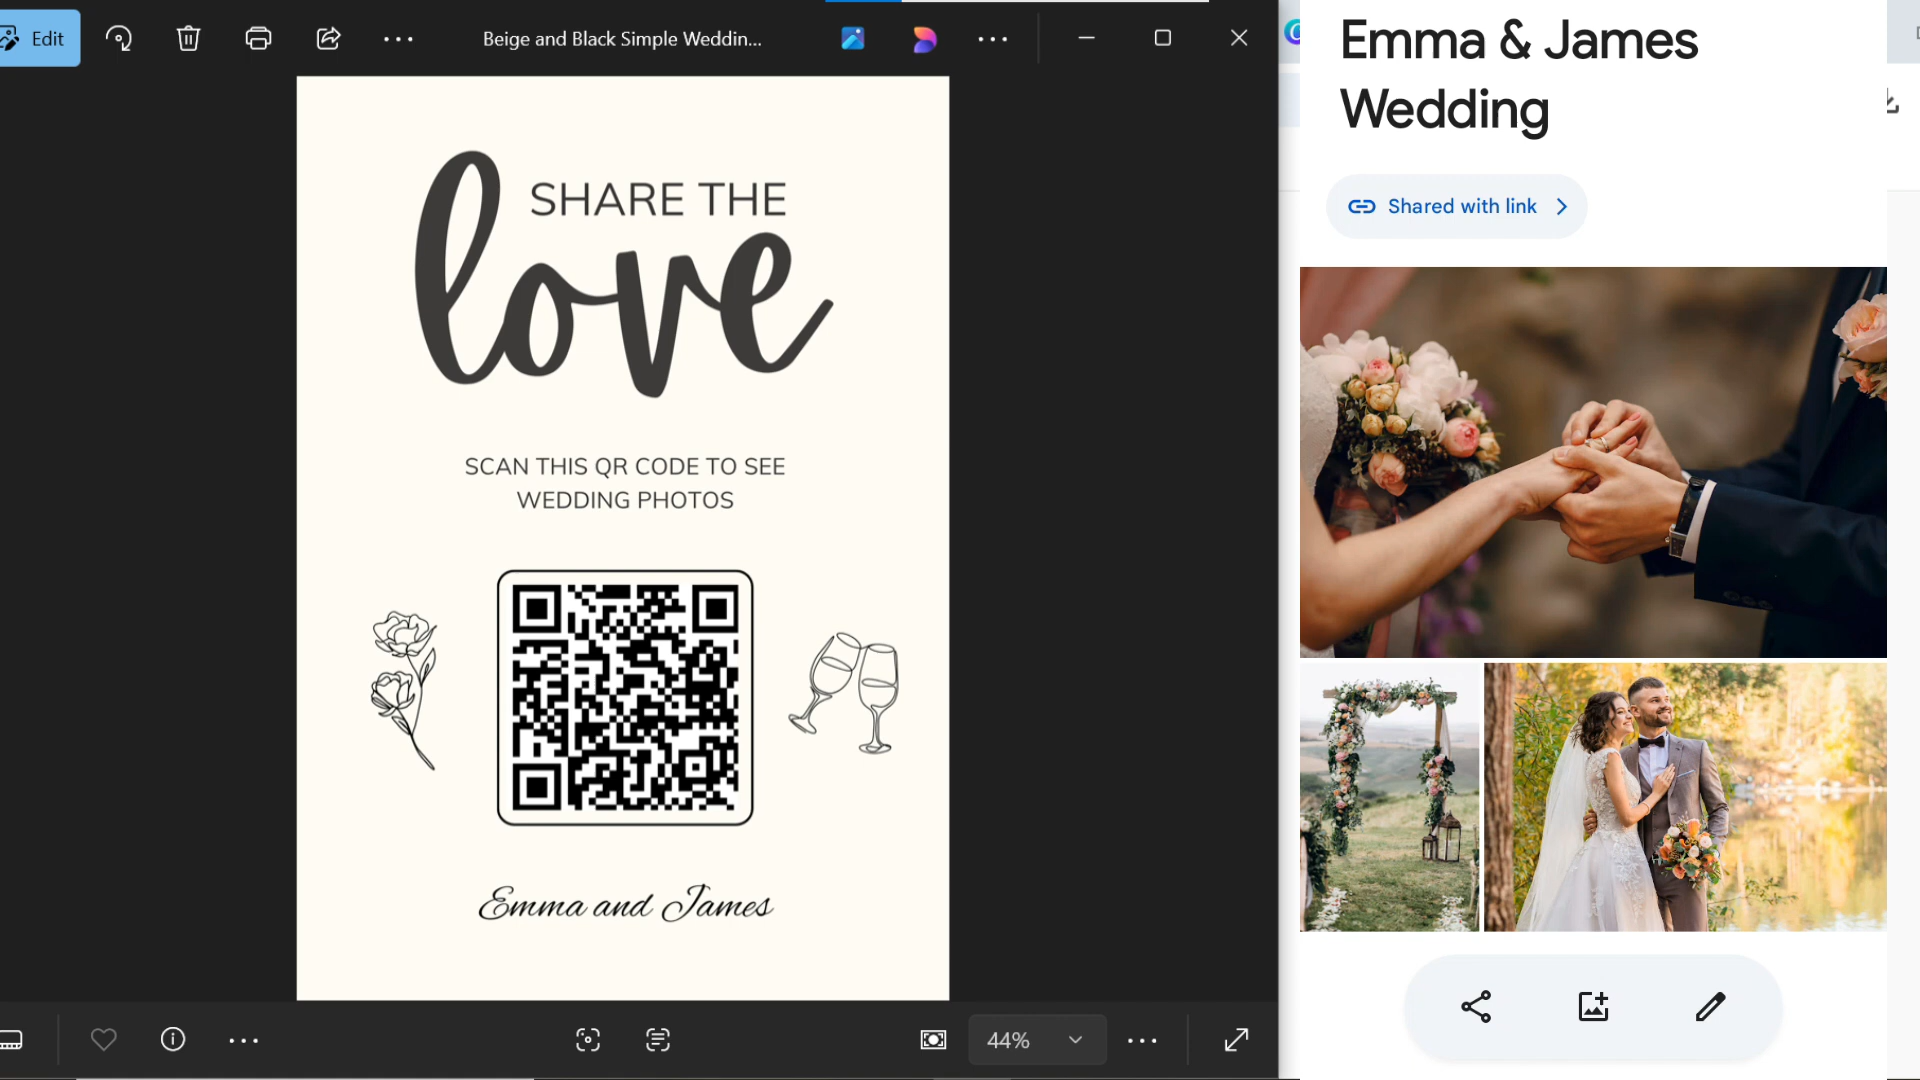 Edit
Beige and Black Simple Weddin...
SHARE THE
love
SCAN THIS QR CODE TO SEE
WEDDING PHOTOS
Emma and James
44%
Emma & James
Wedding
Shared with link